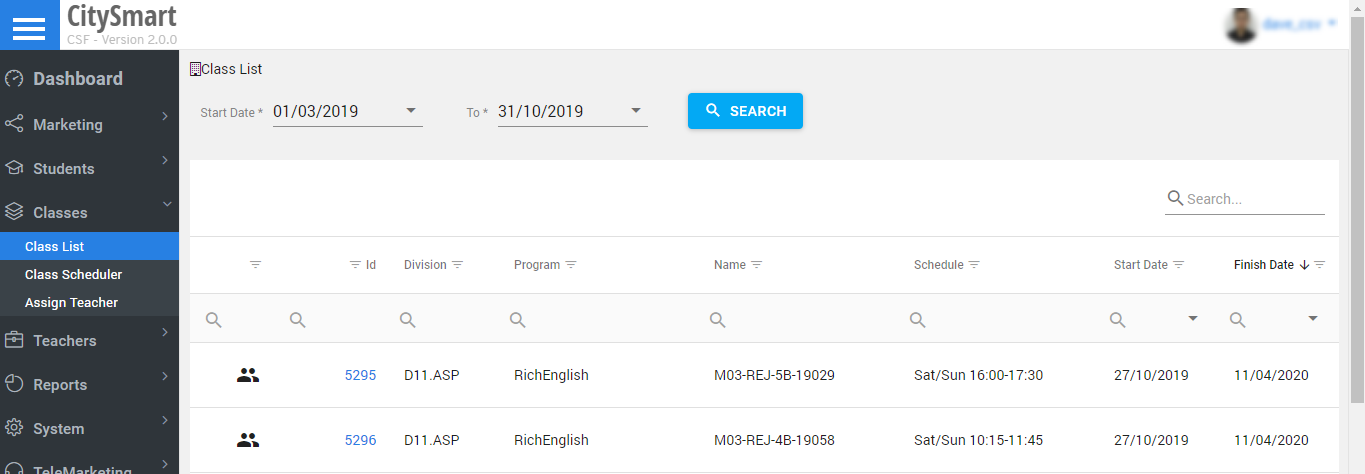 CitySmart
CSF - Version 2.0.0
Dashboard
Marketing
Students
Classes
Class List
Class Scheduler
Assign Teacher
Teachers
Reports
System
TeleMarketing
Class List
Start Date * 01/03/2019 To * 31/10/2019 SEARCH
Search...
Id Division Program Name Schedule Start Date Finish Date
5295 D11.ASP RichEnglish M03-REJ-5B-19029 Sat/Sun 16:00-17:30 27/10/2019 11/04/2020
5296 D11.ASP RichEnglish M03-REJ-4B-19058 Sat/Sun 10:15-11:45 27/10/2019 11/04/2020